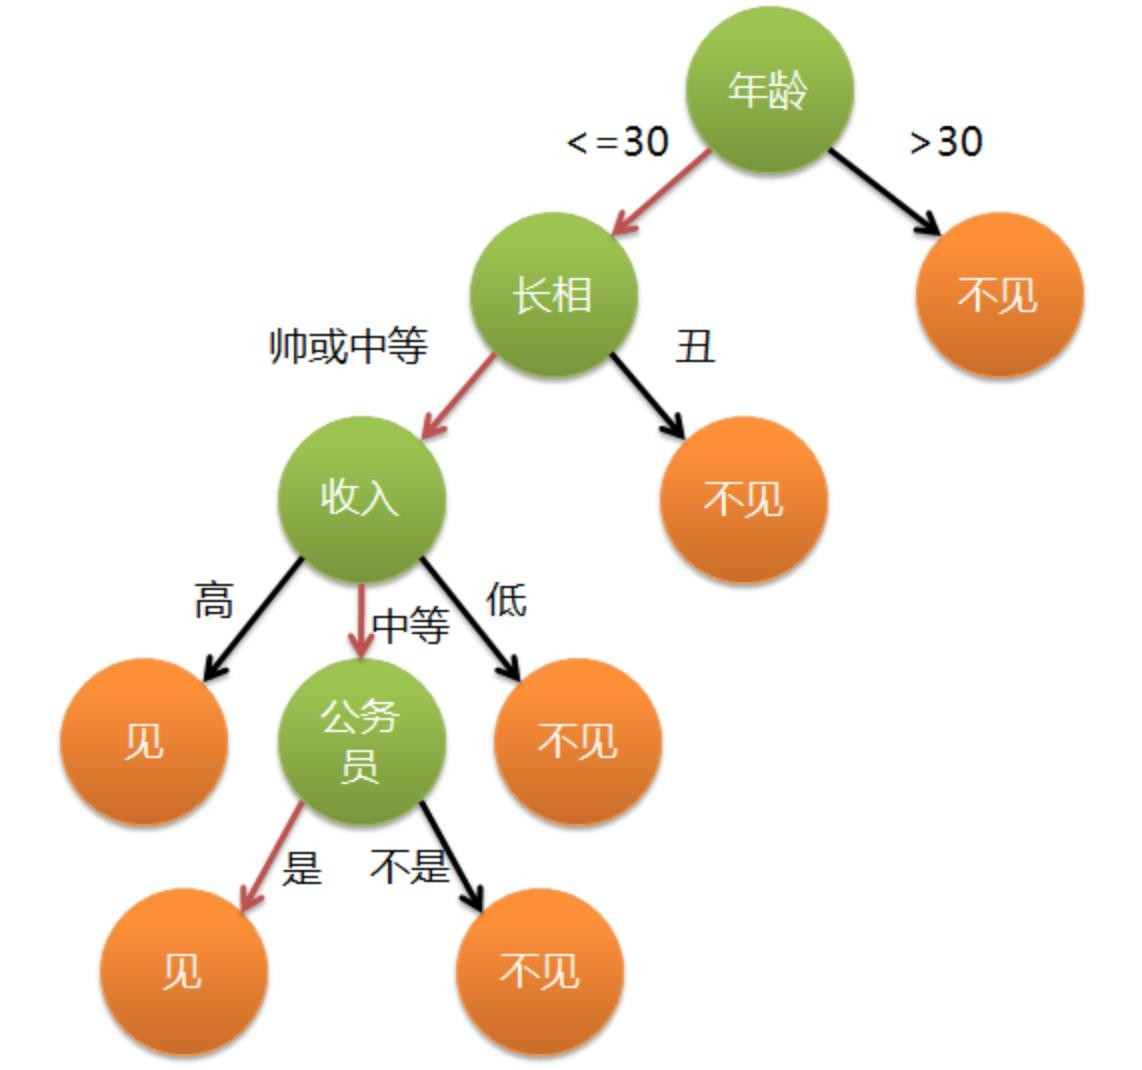 年龄
<=30
>30
长相
不见
帅或中等
丑
收入
不见
高
中等
低
见
公务
员
不见
是
不是
见
不见